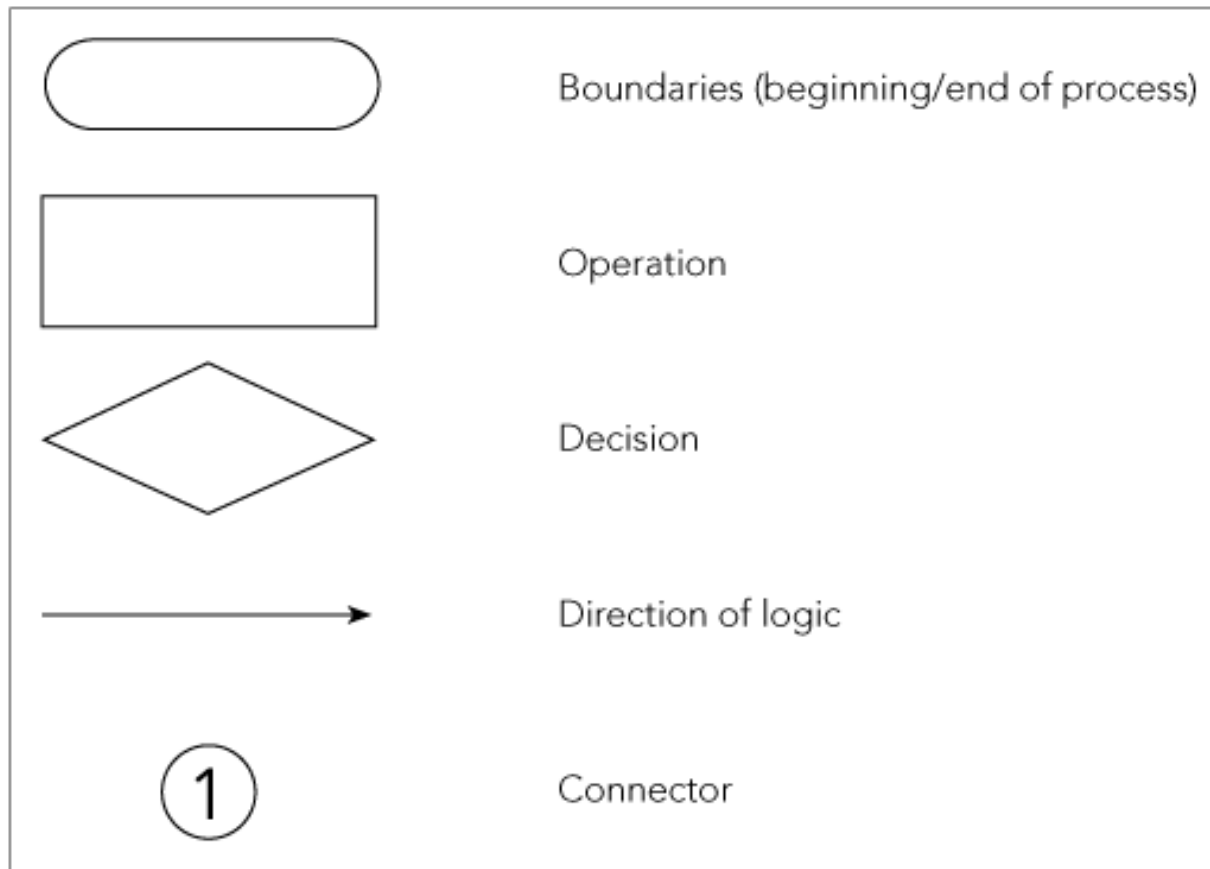 Boundaries (beginning/end of process)
Operation
Decision
Direction of logic
1
Connector